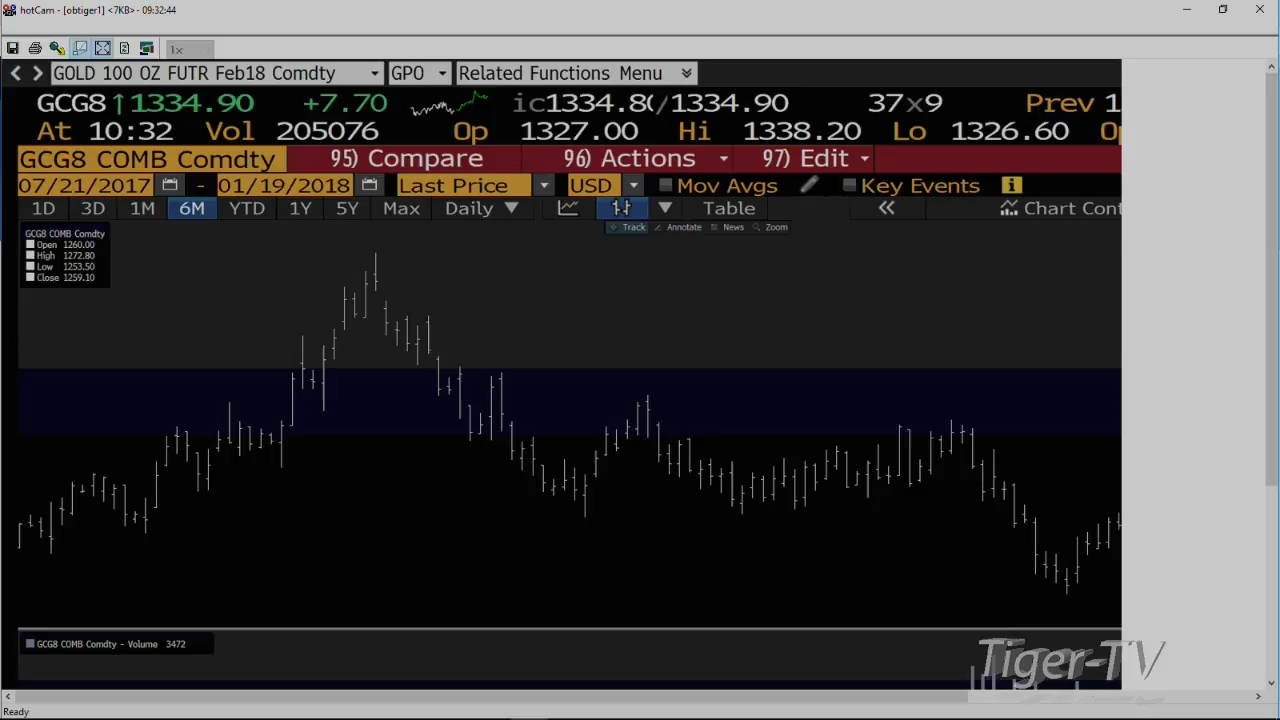 hotCam - [obtiger1] <7KB> - 09:32:44
1x
GOLD 100 OZ FUTR Feb18 Comdty GPO Related Functions Menu
GCG8 ↑1334.90 +7.70 ic1334.80/1334.90 37x9 Prev 1
At 10:32 Vol 205076 Op 1327.00 Hi 1338.20 Lo 1326.60 Op
GCG8 COMB Comdty 95) Compare 96) Actions 97) Edit
07/21/2017 - 01/19/2018 Last Price USD Mov Avgs Key Events
1D 3D 1M 6M YTD 1Y 5Y Max Daily ▼ Table « Chart Cont
Track Annotate News Zoom
GCG8 COMB Comdty
Open 1260.00
High 1272.80
Low 1253.50
Close 1259.10
GCG8 COMB Comdty - Volume 3472
Tiger-TV
Ready